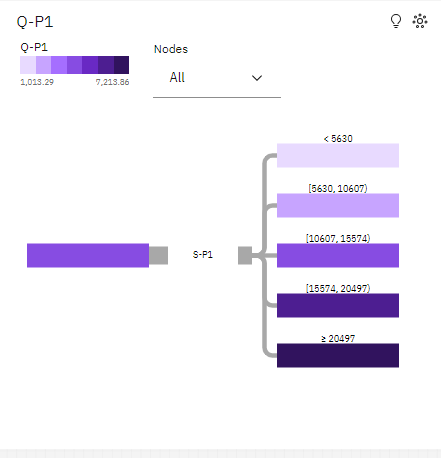 Q-P1
Q-P1
1,013.29 7,213.86
Nodes
All
< 5630
[5630, 10607)
[10607, 15574)
S-P1
[15574, 20497)
≥ 20497